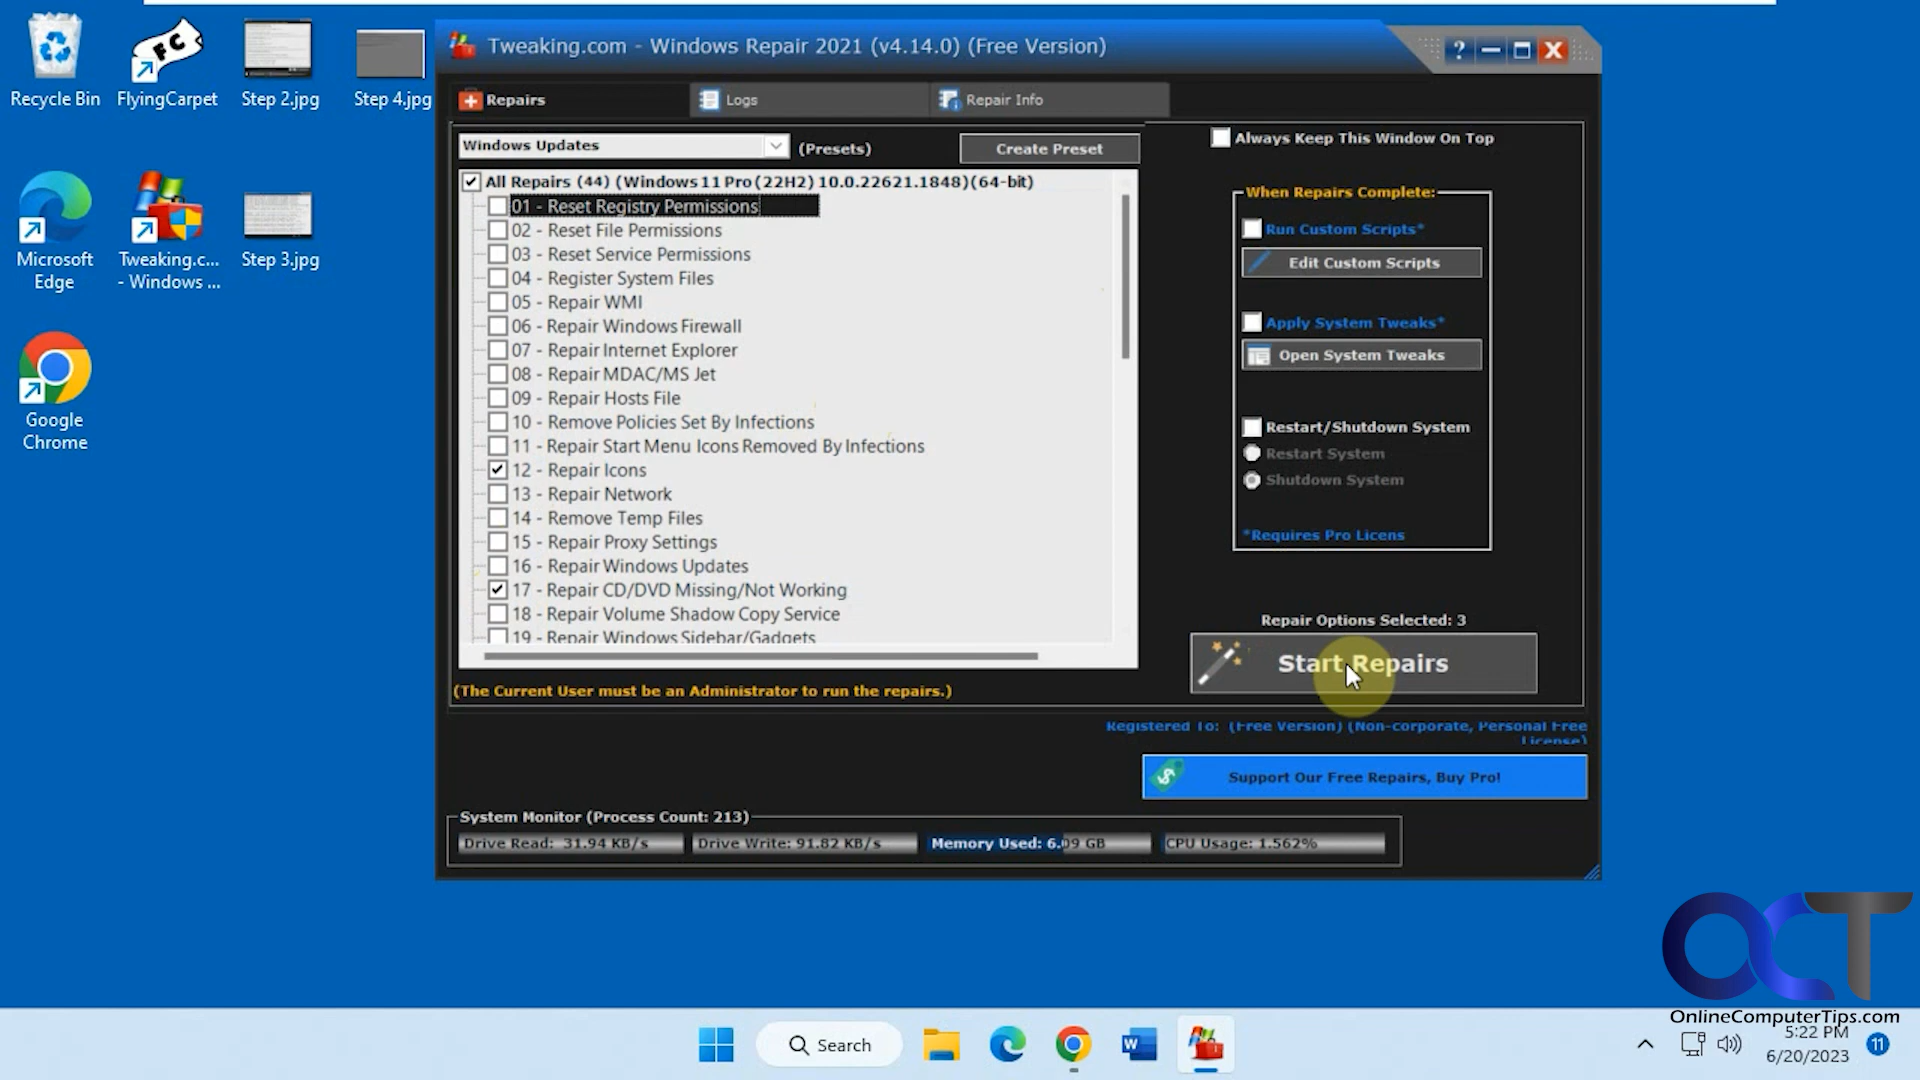 Recycle Bin
FlyingCarpet
Step 2.jpg
Step 4.jpg
Microsoft
Edge
Tweaking.c...
- Windows ...
Step 3.jpg
Google
Chrome
Tweaking.com - Windows Repair 2021 (v4.14.0) (Free Version)
?
Repairs
Logs
Repair Info
Windows Updates
(Presets)
Create Preset
All Repairs (44) (Windows 11 Pro (22H2) 10.0.22621.1848)(64-bit)
01 - Reset Registry Permissions
02 - Reset File Permissions
03 - Reset Service Permissions
04 - Register System Files
05 - Repair WMI
06 - Repair Windows Firewall
07 - Repair Internet Explorer
08 - Repair MDAC/MS Jet
09 - Repair Hosts File
10 - Remove Policies Set By Infections
11 - Repair Start Menu Icons Removed By Infections
12 - Repair Icons
13 - Repair Network
14 - Remove Temp Files
15 - Repair Proxy Settings
16 - Repair Windows Updates
17 - Repair CD/DVD Missing/Not Working
18 - Repair Volume Shadow Copy Service
19 - Repair Windows Sidebar/Gadgets
(The Current User must be an Administrator to run the repairs.)
Always Keep This Window On Top
When Repairs Complete:
Run Custom Scripts*
Edit Custom Scripts
Apply System Tweaks*
Open System Tweaks
Restart/Shutdown System
Restart System
Shutdown System
*Requires Pro Licens
Repair Options Selected: 3
Start Repairs
Registered To: (Free Version) (Non-corporate, Personal Free
License)
Support Our Free Repairs, Buy Pro!
System Monitor (Process Count: 213)
Drive Read: 31.94 KB/s
Drive Write: 91.82 KB/s
Memory Used: 6.09 GB
CPU Usage: 1.562%
OCT
OnlineComputerTips.com
Search
W
5:22 PM
6/20/2023
11
FC